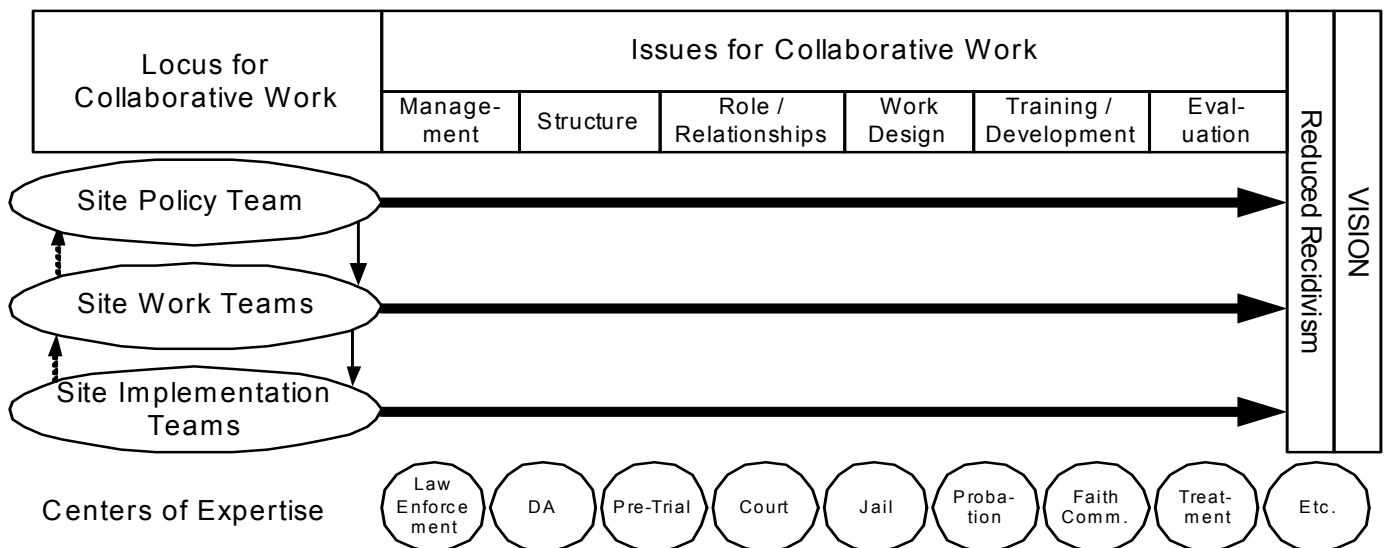 Locus for
Collaborative Work
Issues for Collaborative Work
Manage-
ment
Structure
Role /
Relationships
Work
Design
Training /
Development
Eval-
uation
Reduced Recidivism
VISION
Site Policy Team
Site Work Teams
Site Implementation
Teams
Centers of Expertise
Law
Enforce
ment
DA
Pre-Trial
Court
Jail
Proba-
tion
Faith
Comm.
Treat-
ment
Etc.